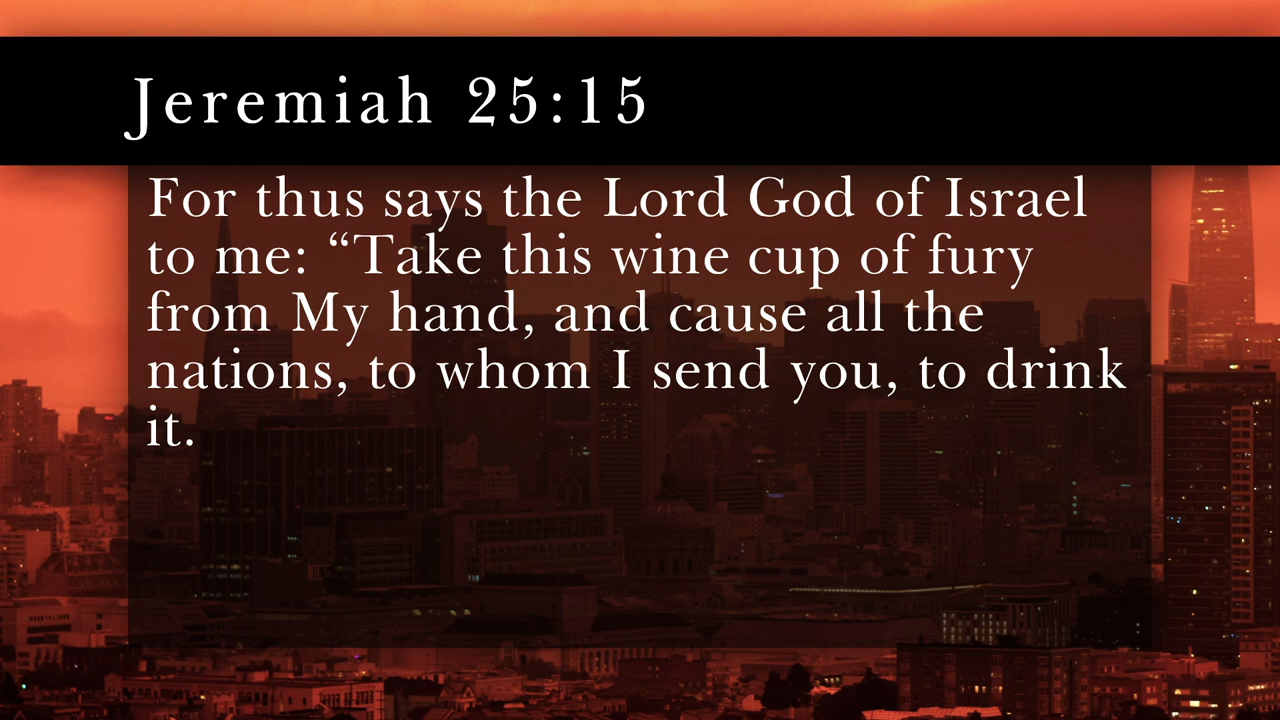 Jeremiah 25:15
For thus says the Lord God of Israel
to me: “Take this wine cup of fury
from My hand, and cause all the
nations, to whom I send you, to drink
it.